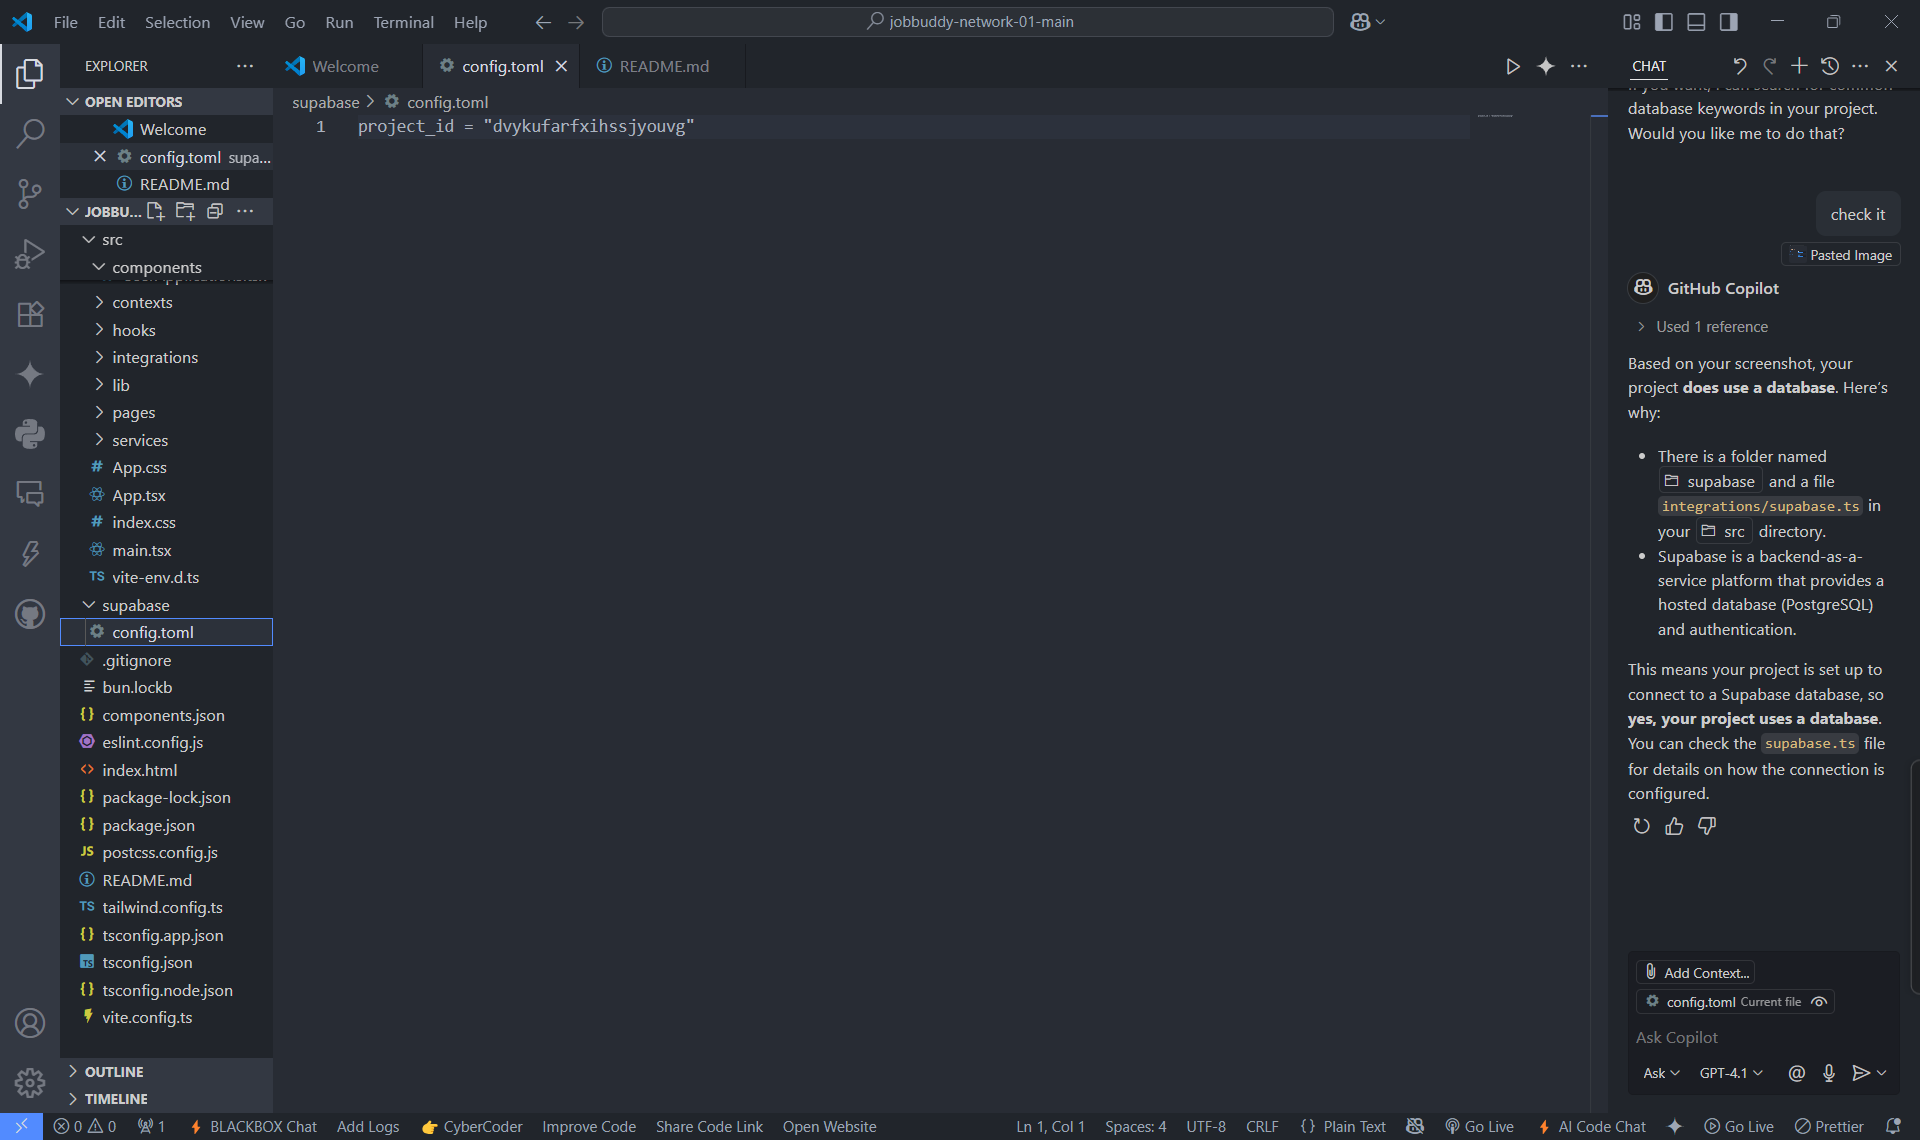 File Edit Selection View Go Run Terminal Help
jobbuddy-network-01-main
EXPLORER
OPEN EDITORS
Welcome
config.toml supa...
README.md
JOBBU...
src
components
contexts
hooks
integrations
lib
pages
services
# App.css
App.tsx
# index.css
main.tsx
TS vite-env.d.ts
supabase
config.toml
.gitignore
bun.lockb
{} components.json
eslint.config.js
<> index.html
{} package-lock.json
{} package.json
JS postcss.config.js
README.md
TS tailwind.config.ts
{} tsconfig.app.json
TS tsconfig.json
{} tsconfig.node.json
vite.config.ts
OUTLINE
TIMELINE
Welcome config.toml README.md
supabase > config.toml
1 project_id = "dvykufarfxihssjyouvg"
CHAT
database keywords in your project.
Would you like me to do that?
check it
Pasted Image
GitHub Copilot
Used 1 reference
Based on your screenshot, your
project does use a database. Here's
why:
• There is a folder named
supabase and a file
integrations/supabase.ts in
your src directory.
• Supabase is a backend-as-a-
service platform that provides a
hosted database (PostgreSQL)
and authentication.
This means your project is set up to
connect to a Supabase database, so
yes, your project uses a database.
You can check the supabase.ts file
for details on how the connection is
configured.
Add Context...
config.toml Current file
Ask Copilot
Ask GPT-4.1
0 0 1 BLACKBOX Chat Add Logs CyberCoder Improve Code Share Code Link Open Website Ln 1, Col 1 Spaces: 4 UTF-8 CRLF {} Plain Text Go Live AI Code Chat Go Live Prettier